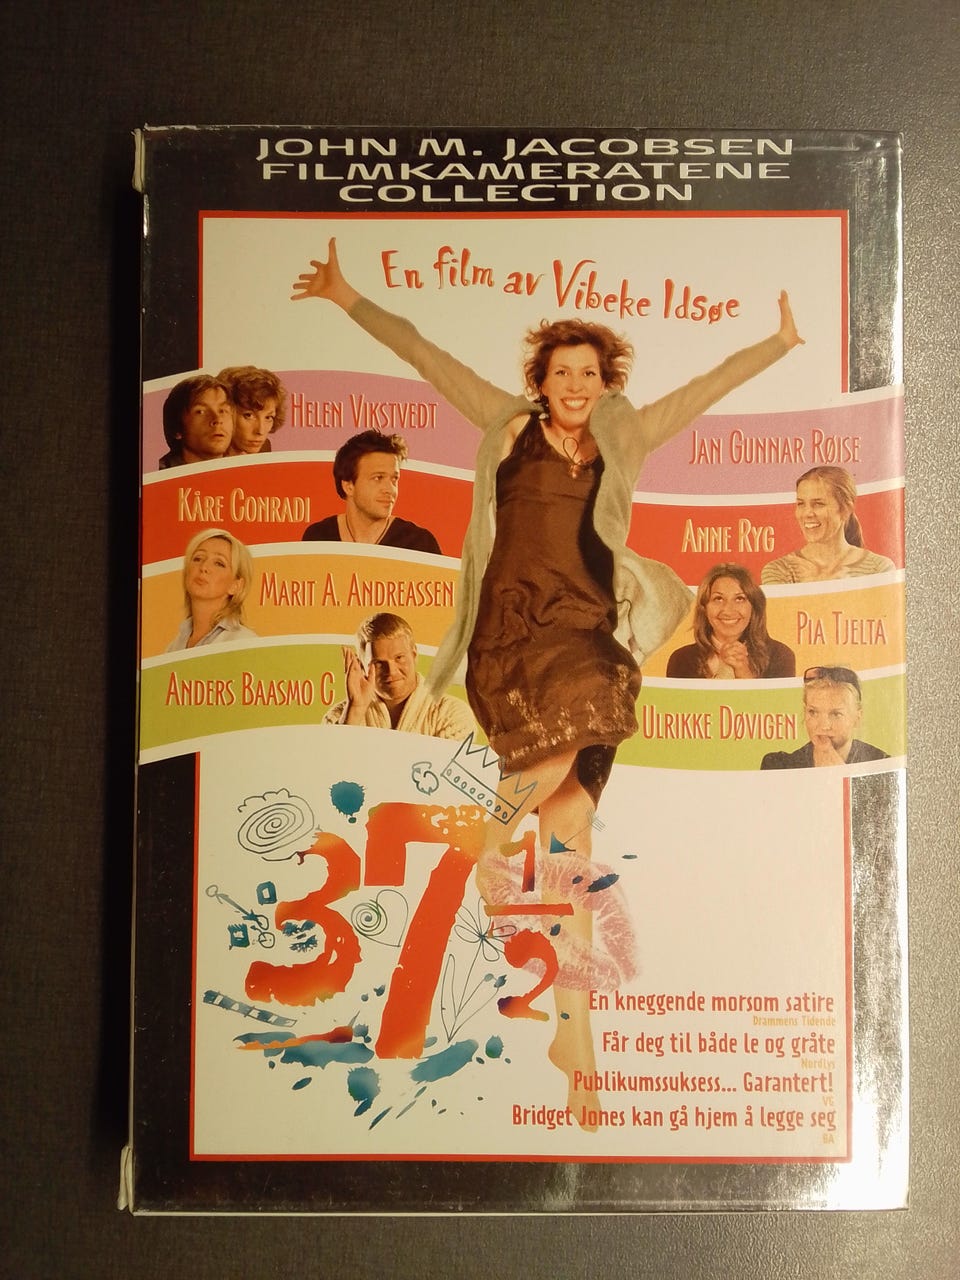 JOHN M. JACOBSEN
FILMKAMERATENE
COLLECTION
En film av Vibeke Idsøe
HELEN VIKSTVEDT
JAN GUNNAR RØISE
KÅRE CONRADI
ANNE RYG
MARIT A. ANDREASSEN
PIA TJELTA
ANDERS BAASMO C
ULRIKKE DØVIGEN
37 1/2
En kneggende morsom satire
Drammens Tidende
Får deg til både le og gråte
Nordlys
Publikumssuksess... Garantert!
VG
Bridget Jones kan gå hjem å legge seg
BA